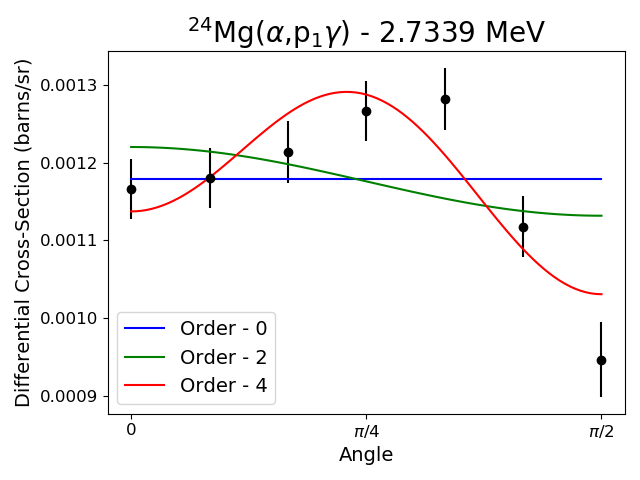 ²⁴Mg(α,p₁γ) - 2.7339 MeV
Differential Cross-Section (barns/sr)
0.0013
0.0012
0.0011
0.0010
0.0009
Order - 0
Order - 2
Order - 4
0
π/4
π/2
Angle